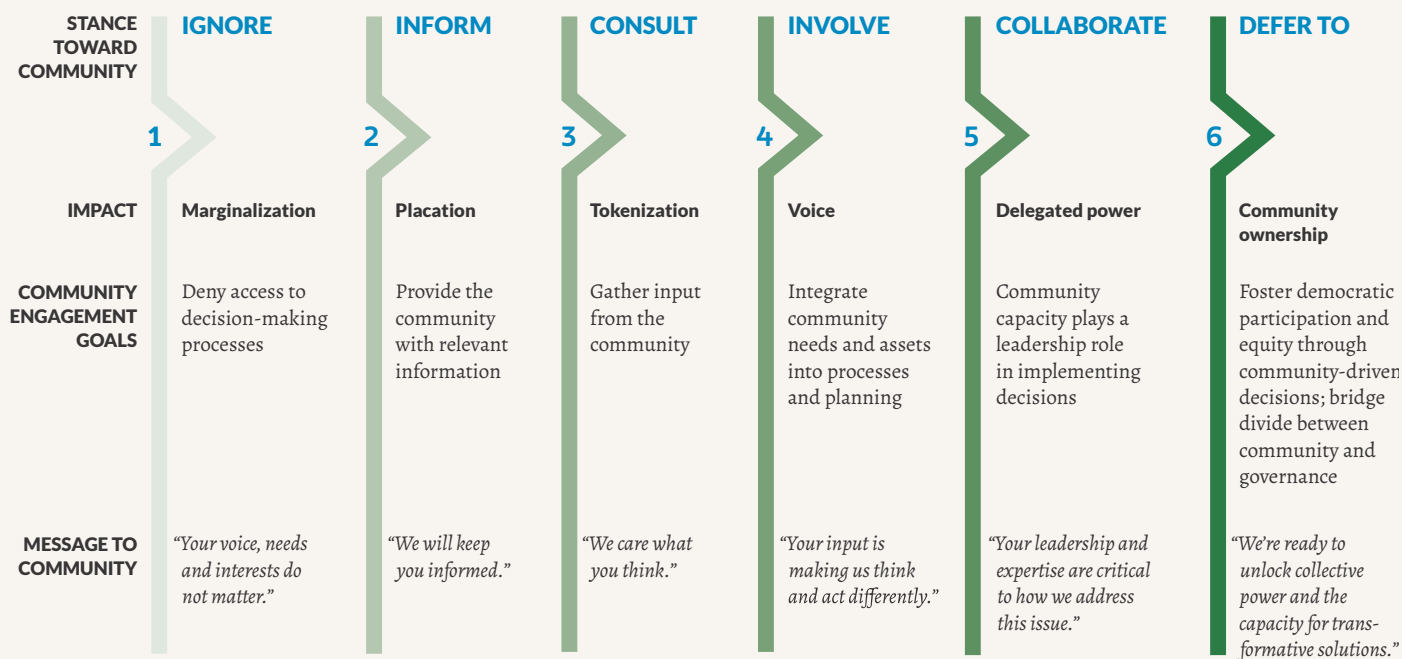 STANCE
TOWARD
COMMUNITY
IGNORE
INFORM
CONSULT
INVOLVE
COLLABORATE
DEFER TO
1
2
3
4
5
6
IMPACT
Marginalization
Placation
Tokenization
Voice
Delegated power
Community
ownership
COMMUNITY
ENGAGEMENT
GOALS
Deny access to
decision-making
processes
Provide the
community
with relevant
information
Gather input
from the
community
Integrate
community
needs and assets
into processes
and planning
Community
capacity plays a
leadership role
in implementing
decisions
Foster democratic
participation and
equity through
community-driven
decisions; bridge
divide between
community and
governance
MESSAGE TO
COMMUNITY
“Your voice, needs
and interests do
not matter.”
“We will keep
you informed.”
“We care what
you think.”
“Your input is
making us think
and act differently.”
“Your leadership and
expertise are critical
to how we address
this issue.”
“We’re ready to
unlock collective
power and the
capacity for trans-
formative solutions.”